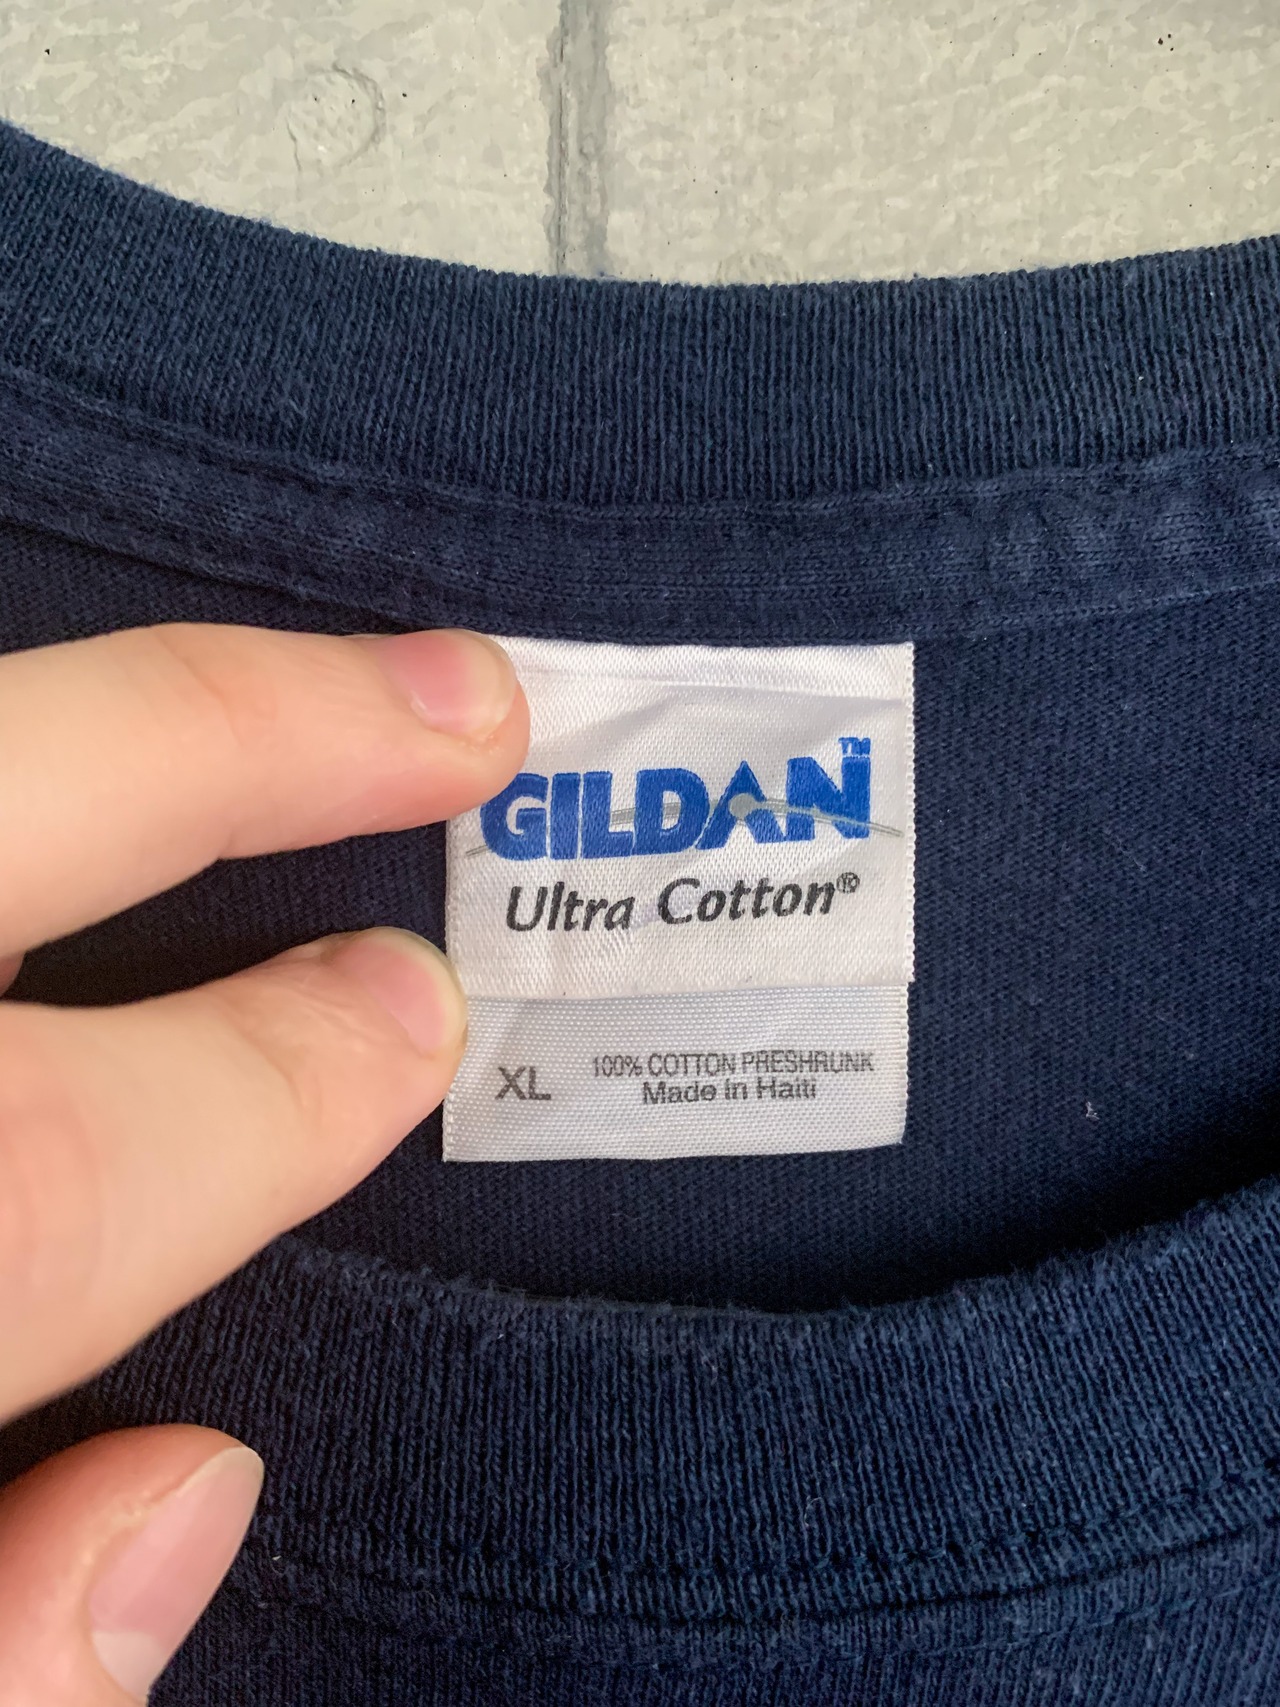 GILDAN™
Ultra Cotton®
XL
100% COTTON PRESHRUNK
Made in Haiti